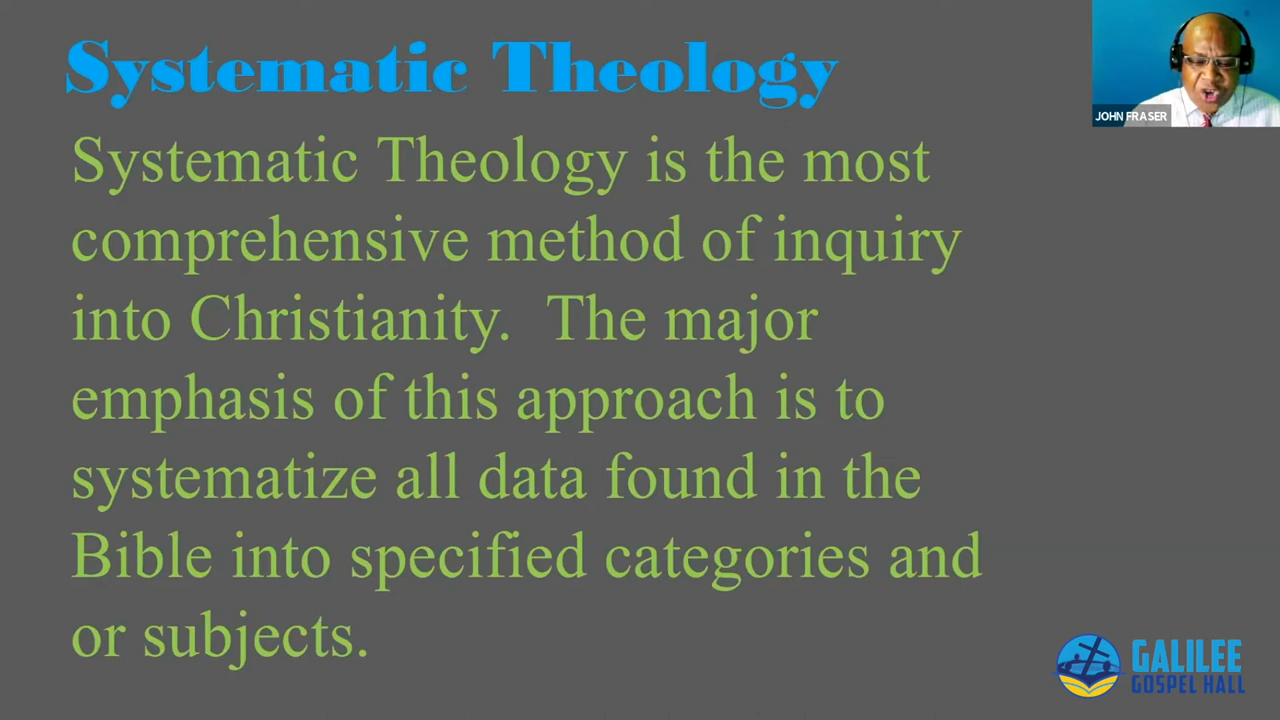 Systematic Theology
JOHN FRASER
Systematic Theology is the most
comprehensive method of inquiry
into Christianity.  The major
emphasis of this approach is to
systematize all data found in the
Bible into specified categories and
or subjects.
GALILEE
GOSPEL HALL